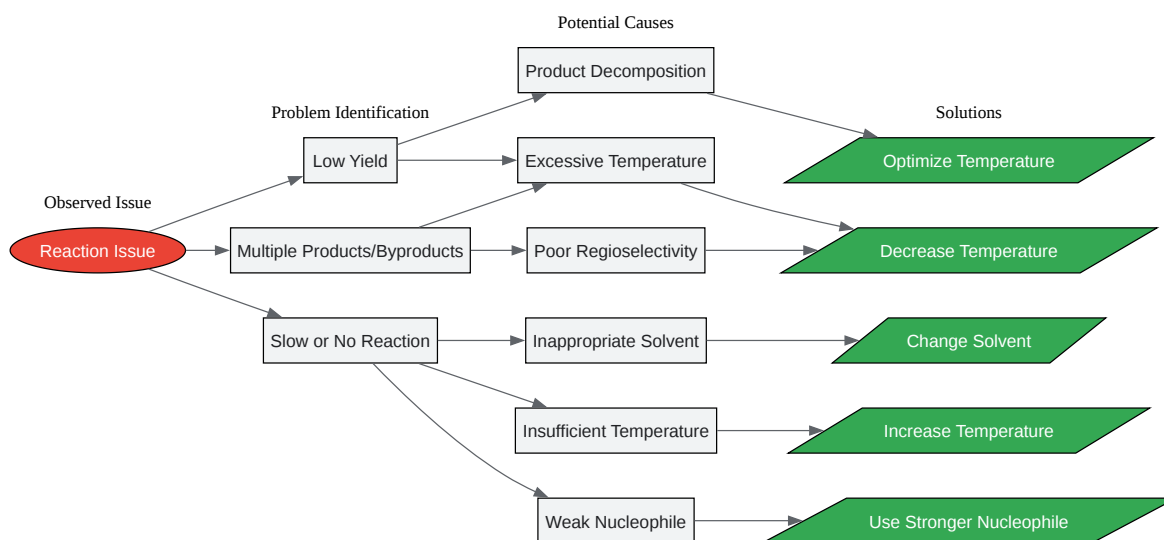 Potential Causes
Product Decomposition
Problem Identification
Solutions
Low Yield
Excessive Temperature
Optimize Temperature
Observed Issue
Reaction Issue
Multiple Products/Byproducts
Poor Regioselectivity
Decrease Temperature
Slow or No Reaction
Inappropriate Solvent
Change Solvent
Insufficient Temperature
Increase Temperature
Weak Nucleophile
Use Stronger Nucleophile